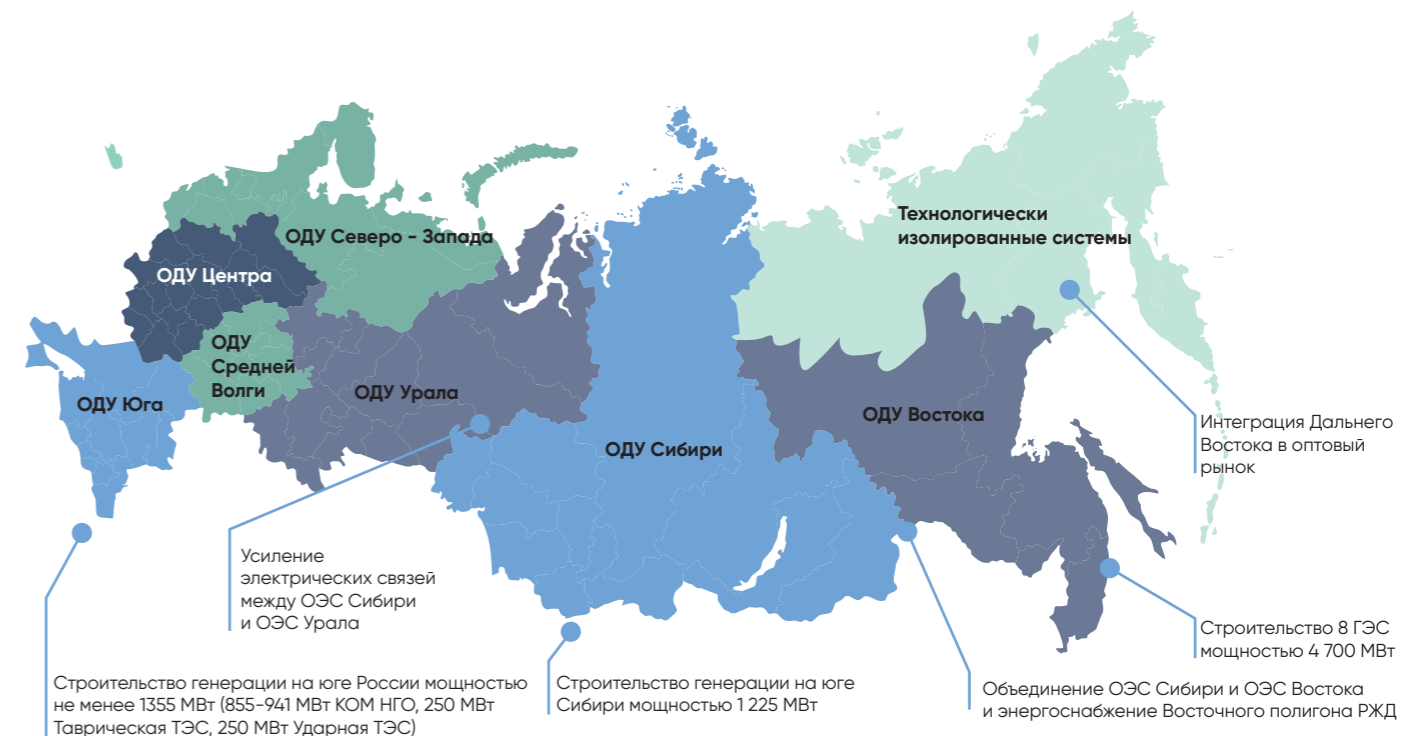 Технологически
изолированные системы
ОДУ Северо - Запада
ОДУ Центра
ОДУ
Средней
Волги
ОДУ Урала
ОДУ Юга
ОДУ Сибири
ОДУ Востока
Интеграция Дальнего
Востока в оптовый
рынок
Усиление
электрических связей
между ОЭС Сибири
и ОЭС Урала
Строительство 8 ГЭС
мощностью 4 700 МВт
Строительство генерации на юге России мощностью
не менее 1355 МВт (855-941 МВт КОМ НГО, 250 МВт
Таврическая ТЭС, 250 МВт Ударная ТЭС)
Строительство генерации на юге
Сибири мощностью 1 225 МВт
Объединение ОЭС Сибири и ОЭС Востока
и энергоснабжение Восточного полигона РЖД